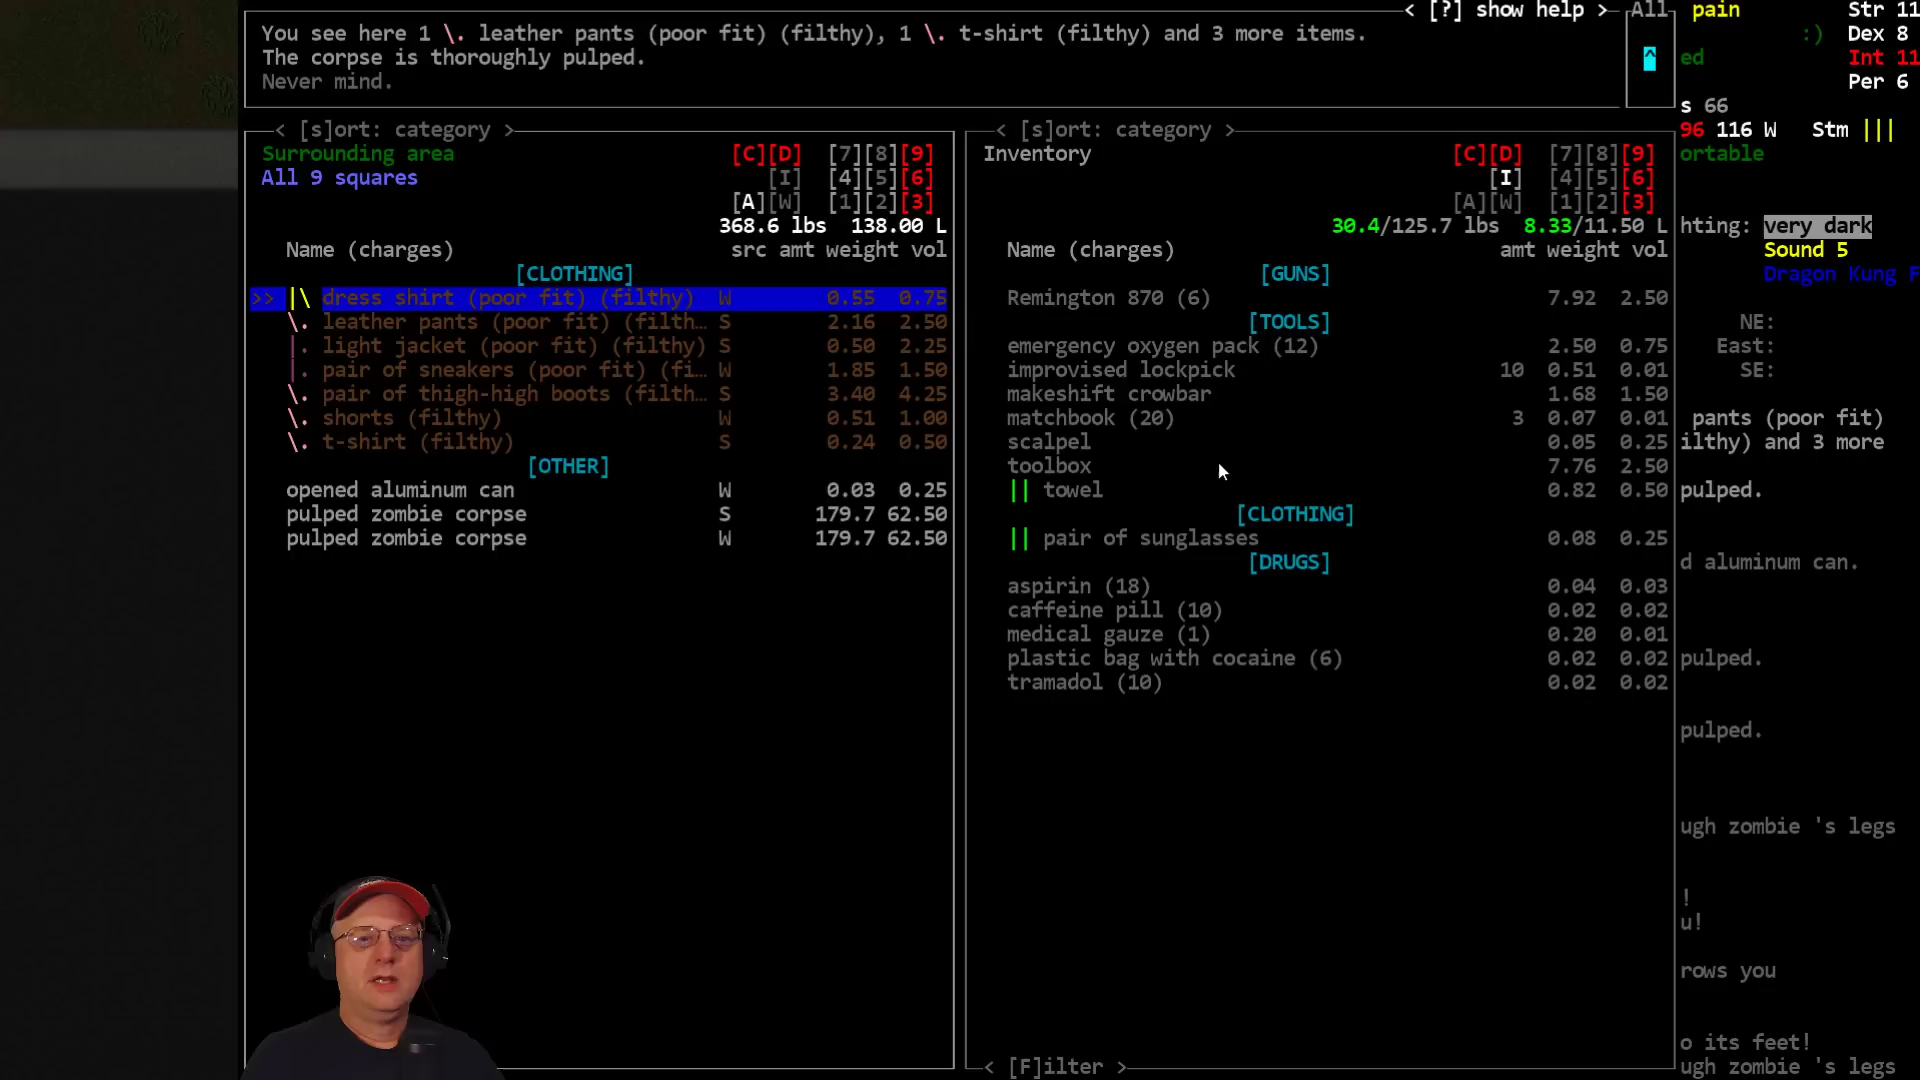 < [?] show help >
All
pain
Str 11
You see here 1 \. leather pants (poor fit) (filthy), 1 \. t-shirt (filthy) and 3 more items.
:)
Dex 8
The corpse is thoroughly pulped.
^
ed
Int 11
Never mind.
Per 6
s 66
< [s]ort: category >
< [s]ort: category >
96 116 W Stm |||
Surrounding area
[C][D] [7][8][9]
Inventory
[C][D] [7][8][9]
ortable
All 9 squares
[I] [4][5][6]
[I] [4][5][6]
[A][W] [1][2][3]
[A][W] [1][2][3]
368.6 lbs 138.00 L
30.4/125.7 lbs 8.33/11.50 L
hting: very dark
Name (charges) src amt weight vol
Name (charges) amt weight vol
Sound 5
[CLOTHING]
[GUNS]
Dragon Kung F
>> |\ dress shirt (poor fit) (filthy) W 0.55 0.75
Remington 870 (6) 7.92 2.50
\. leather pants (poor fit) (filth… S 2.16 2.50
[TOOLS]
NE:
|. light jacket (poor fit) (filthy) S 0.50 2.25
emergency oxygen pack (12) 2.50 0.75
East:
|. pair of sneakers (poor fit) (fi… W 1.85 1.50
improvised lockpick 10 0.51 0.01
SE:
\. pair of thigh-high boots (filth… S 3.40 4.25
makeshift crowbar 1.68 1.50
\. shorts (filthy) W 0.51 1.00
matchbook (20) 3 0.07 0.01
pants (poor fit)
\. t-shirt (filthy) S 0.24 0.50
scalpel 0.05 0.25
ilthy) and 3 more
[OTHER]
toolbox 7.76 2.50
opened aluminum can W 0.03 0.25
|| towel 0.82 0.50
pulped.
pulped zombie corpse S 179.7 62.50
[CLOTHING]
pulped zombie corpse W 179.7 62.50
|| pair of sunglasses 0.08 0.25
[DRUGS]
d aluminum can.
aspirin (18) 0.04 0.03
caffeine pill (10) 0.02 0.02
medical gauze (1) 0.20 0.01
plastic bag with cocaine (6) 0.02 0.02
pulped.
tramadol (10) 0.02 0.02
pulped.
ugh zombie 's legs
!
u!
rows you
o its feet!
< [F]ilter >
ugh zombie 's legs